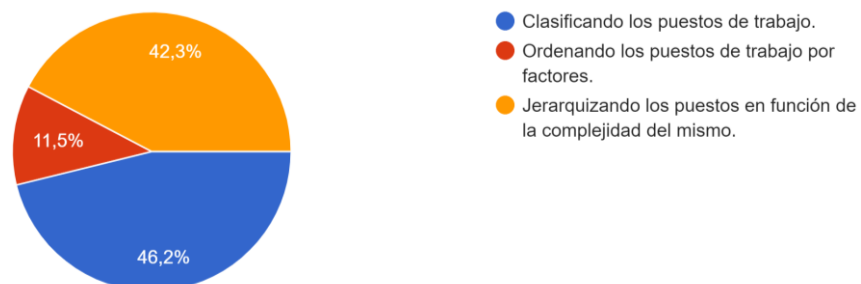 42,3%
11,5%
46,2%
Clasificando los puestos de trabajo.
Ordenando los puestos de trabajo por
factores.
Jerarquizando los puestos en función de
la complejidad del mismo.